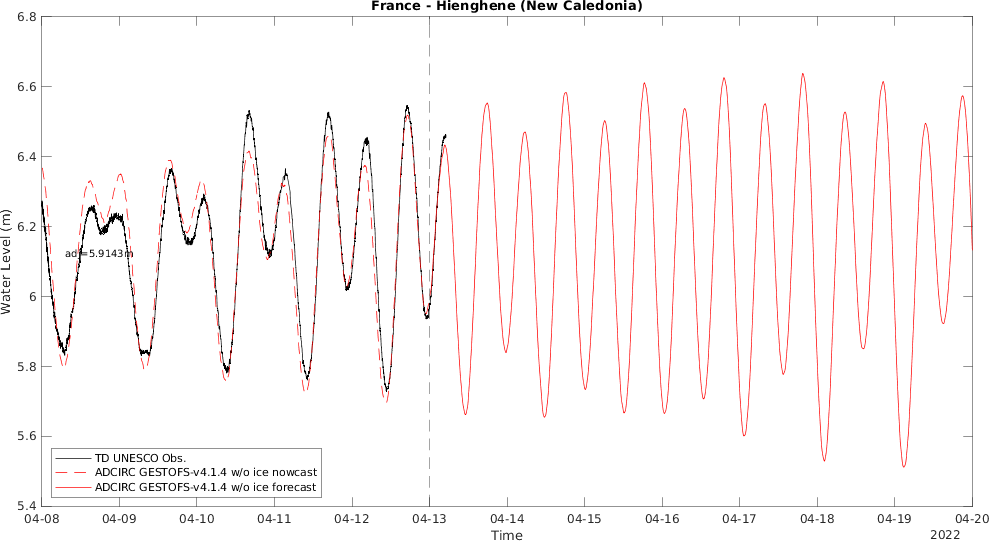 France - Hienghene (New Caledonia)
6.8
6.6
6.4
6.2
6
5.8
5.6
5.4
Water Level (m)
adj=5.9143m
TD UNESCO Obs.
ADCIRC GESTOFS-v4.1.4 w/o ice nowcast
ADCIRC GESTOFS-v4.1.4 w/o ice forecast
04-08 04-09 04-10 04-11 04-12 04-13 04-14 04-15 04-16 04-17 04-18 04-19 04-20
Time
2022